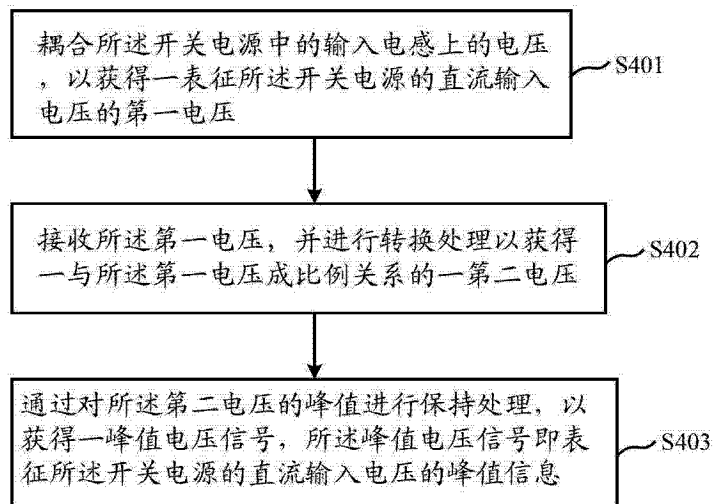 耦合所述开关电源中的输入电感上的电压
，以获得一表征所述开关电源的直流输入
电压的第一电压
S401
接收所述第一电压，并进行转换处理以获得
一与所述第一电压成比例关系的一第二电压
S402
通过对所述第二电压的峰值进行保持处理，以
获得一峰值电压信号，所述峰值电压信号即表
征所述开关电源的直流输入电压的峰值信息
S403